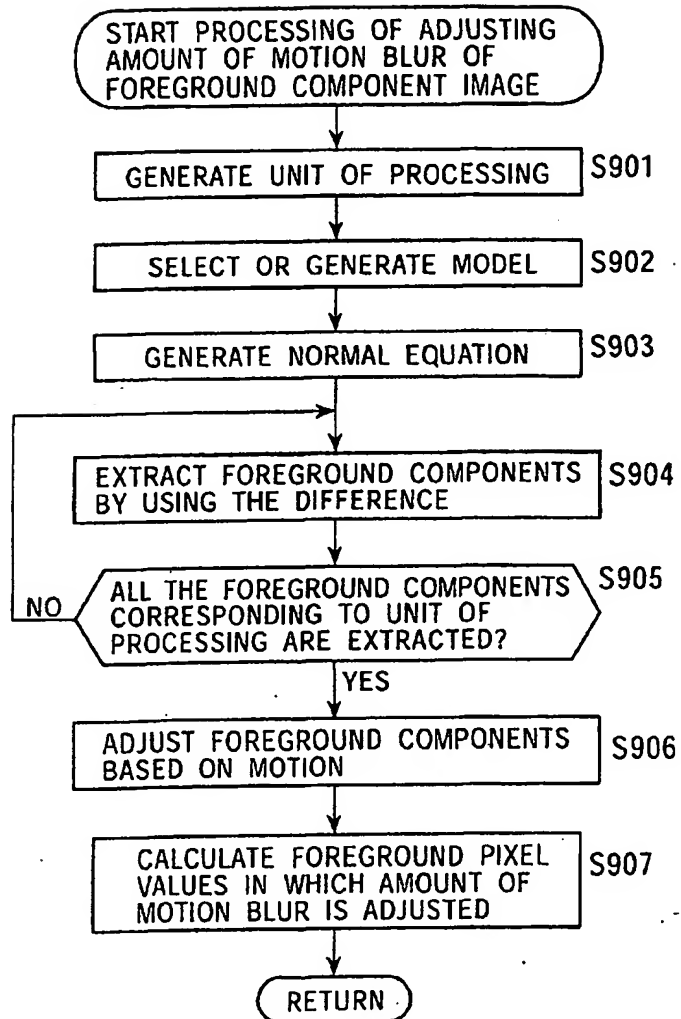 START PROCESSING OF ADJUSTING
AMOUNT OF MOTION BLUR OF
FOREGROUND COMPONENT IMAGE
GENERATE UNIT OF PROCESSING
S901
SELECT OR GENERATE MODEL
S902
GENERATE NORMAL EQUATION
S903
EXTRACT FOREGROUND COMPONENTS
BY USING THE DIFFERENCE
S904
ALL THE FOREGROUND COMPONENTS
CORRESPONDING TO UNIT OF
PROCESSING ARE EXTRACTED?
S905
NO
YES
ADJUST FOREGROUND COMPONENTS
BASED ON MOTION
S906
CALCULATE FOREGROUND PIXEL
VALUES IN WHICH AMOUNT OF
MOTION BLUR IS ADJUSTED
S907
RETURN